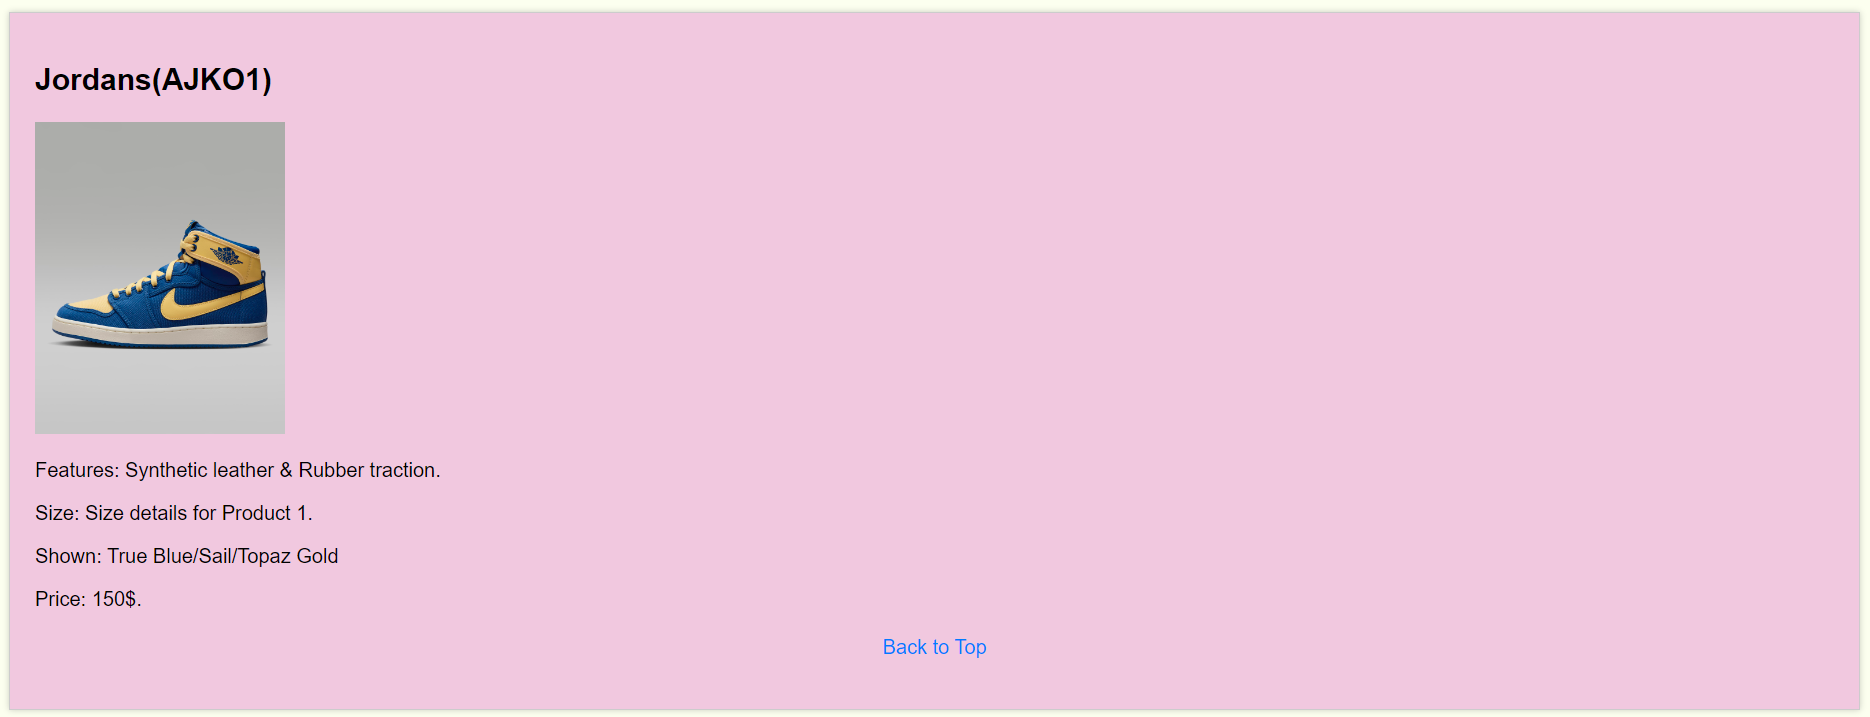 Jordans(AJKO1)
Features: Synthetic leather & Rubber traction.
Size: Size details for Product 1.
Shown: True Blue/Sail/Topaz Gold
Price: 150$.
Back to Top